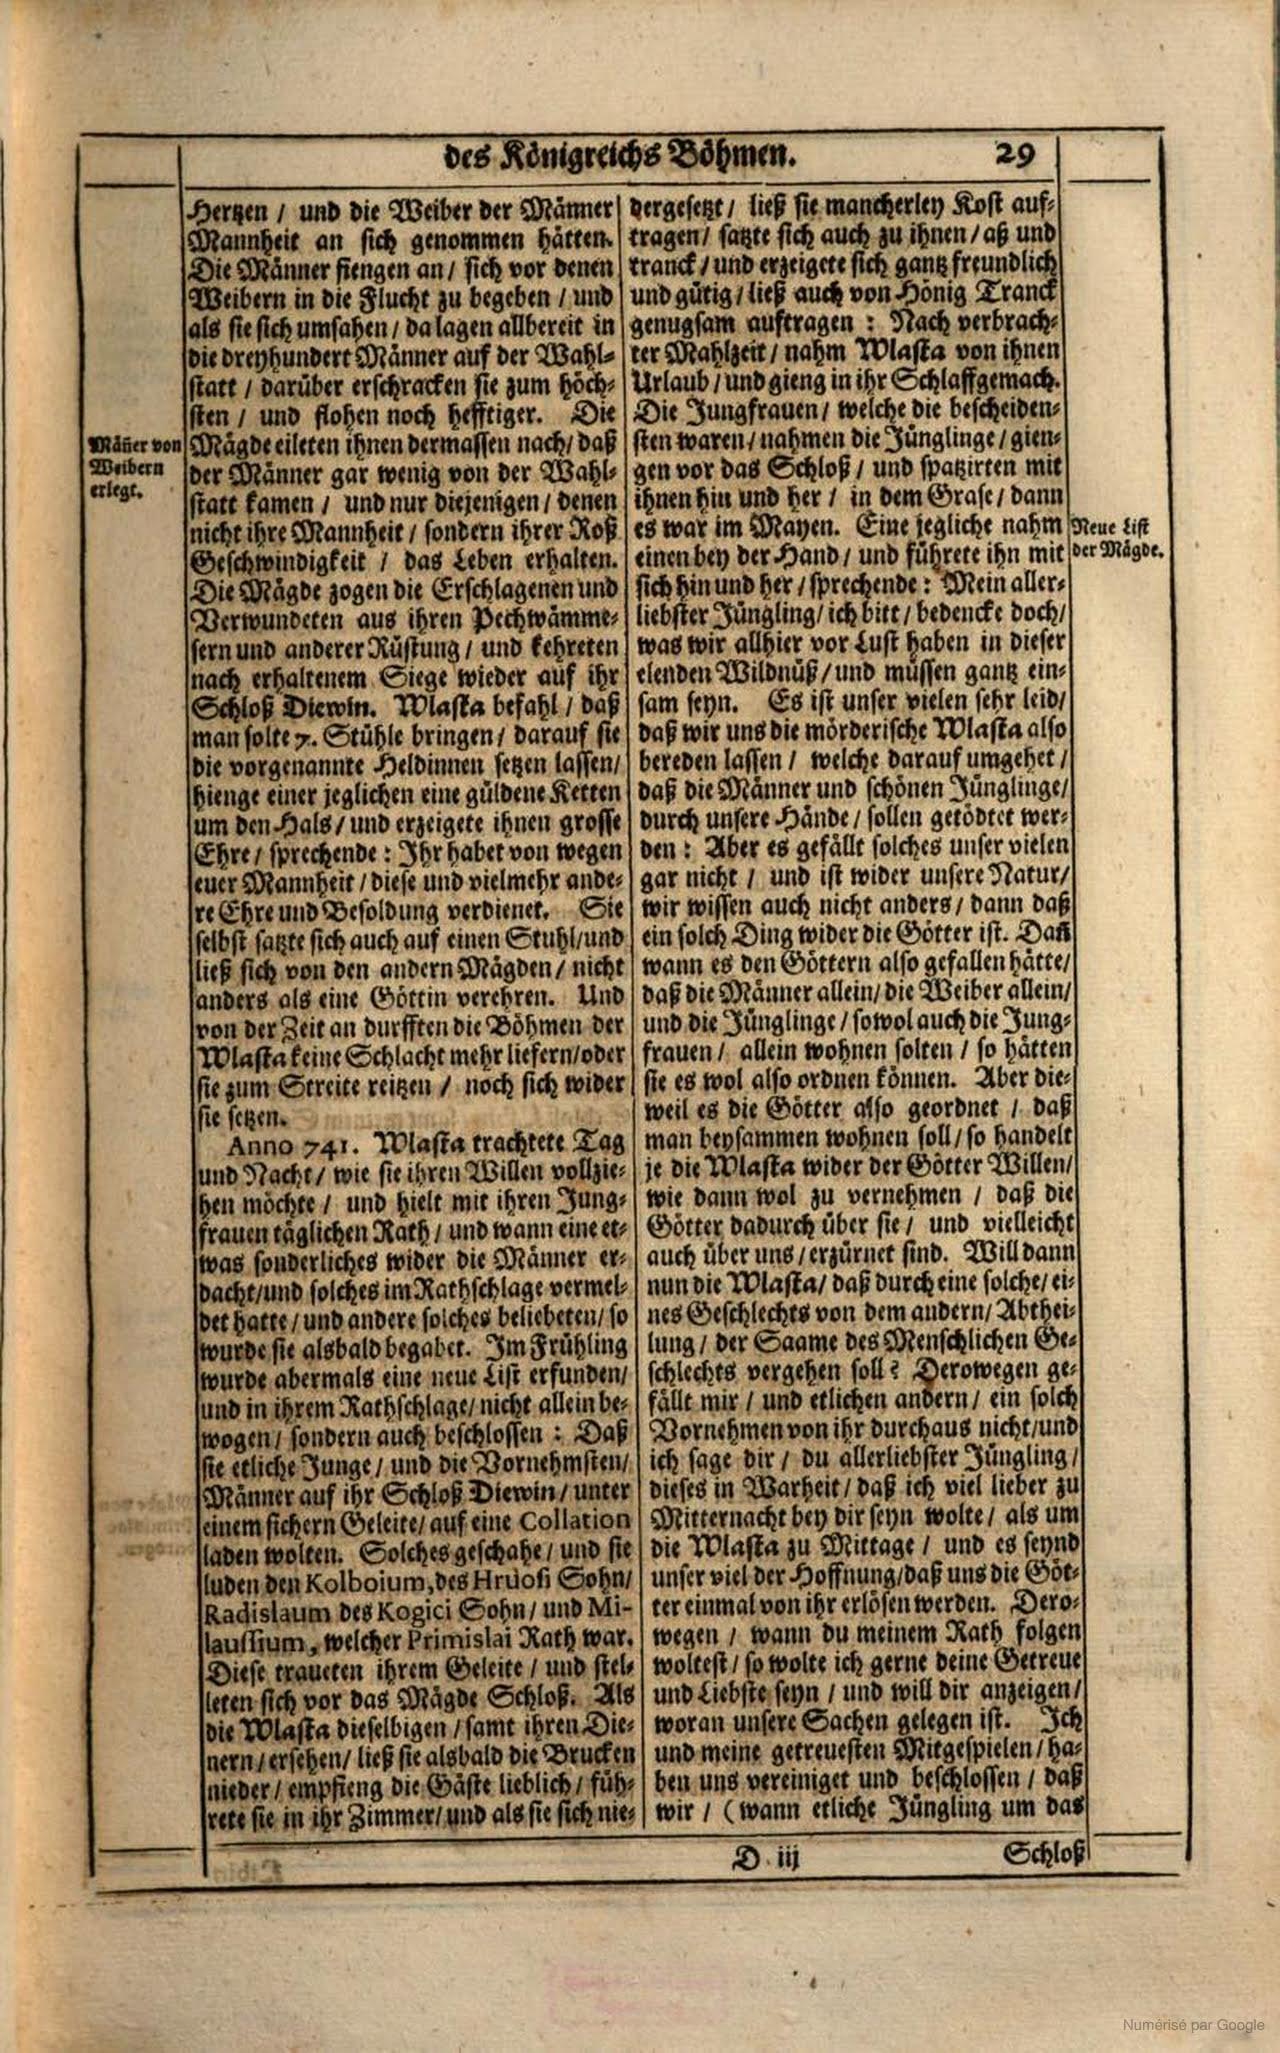 des Königreichs Böhmen. 29
Hertzen / und die Weiber der Männer
Mannheit an sich genommen hätten.
Die Männer fiengen an / sich vor denen
Weibern in die Flucht zu begeben / und
als sie sich umsahen / da lagen allbereit in
die dreyhundert Männer auf der Wahl-
statt / darüber erschracken sie zum höch-
sten / und flohen noch hefftiger. Die
Mägde eileten ihnen dermassen nach / daß
der Männer gar wenig von der Wahl-
statt kamen / und nur diejenigen / denen
nicht ihre Mannheit / sondern ihrer Roß
Geschwindigkeit / das Leben erhalten.
Die Mägde zogen die Erschlagenen und
Verwundeten aus ihren Pechwämme-
sern und anderer Rüstung / und kehreten
nach erhaltenem Siege wieder auf ihr
Schloß Diewin. Wlasta befahl / daß
man solte 7. Stühle bringen / darauf sie
die vorgenannte Heldinnen setzen lassen /
hienge einer jeglichen eine güldene Ketten
um den Hals / und erzeigete ihnen grosse
Ehre / sprechende : Ihr habet von wegen
euer Mannheit / diese und vielmehr ande-
re Ehre und Besoldung verdienet. Sie
selbst satzte sich auch auf einen Stuhl / und
ließ sich von den andern Mägden / nicht
anders als eine Göttin verehren. Und
von der Zeit an durfften die Böhmen der
Wlasta keine Schlacht mehr liefern / oder
sie zum Streite reitzen / noch sich wider
sie setzen.
Anno 741. Wlasta trachtete Tag
und Nacht / wie sie ihren Willen vollzie-
hen möchte / und hielt mit ihren Jung-
frauen täglichen Rath / und wann eine et-
was sonderliches wider die Männer er-
dacht / und solches im Rathschlage vermel-
det hatte / und andere solches beliebeten / so
wurde sie alsbald begabet. Im Frühling
wurde abermals eine neue List erfunden /
und in ihrem Rathschlage / nicht allein be-
wogen / sondern auch beschlossen : Daß
sie etliche Junge / und die Vornehmsten /
Männer auf ihr Schloß Diewin / unter
einem sichern Geleite / auf eine Collation
laden wolten. Solches geschahe / und sie
luden den Kolboium, des Hruosi Sohn /
Radislaum des Kogici Sohn / und Mi-
laussium, welcher Primislai Rath war.
Diese traueten ihrem Geleite / und stel-
leten sich vor das Mägde Schloß. Als
die Wlasta dieselbigen / samt ihren Die-
nern / ersehen / ließ sie alsbald die Brucken
nieder / empfieng die Gäste lieblich / füh-
rete sie in ihr Zimmer / und als sie sich nie-
Mäñer von
Weibern
erlegt.
dergesetzt / ließ sie mancherley Kost auf-
tragen / satzte sich auch zu ihnen / aß und
tranck / und erzeigete sich gantz freundlich
und gütig / ließ auch von Hönig Tranck
genugsam auftragen : Nach verbrach-
ter Mahlzeit / nahm Wlasta von ihnen
Urlaub / und gieng in ihr Schlaffgemach.
Die Jungfrauen / welche die bescheiden-
sten waren / nahmen die Jünglinge / gien-
gen vor das Schloß / und spatzirten mit
ihnen hin und her / in dem Grase / dann
es war im Mayen. Eine jegliche nahm
einen bey der Hand / und führete ihn mit
sich hin und her / sprechende : Mein aller-
liebster Jüngling / ich bitt / bedencke doch /
was wir allhier vor Lust haben in dieser
elenden Wildnüß / und müssen gantz ein-
sam seyn. Es ist unser vielen sehr leid /
daß wir uns die mörderische Wlasta also
bereden lassen / welche darauf umgehet /
daß die Männer und schönen Jünglinge /
durch unsere Hände / sollen getödtet wer-
den : Aber es gefällt solches unser vielen
gar nicht / und ist wider unsere Natur /
wir wissen auch nicht anders / dann daß
ein solch Ding wider die Götter ist. Dañ
wann es den Göttern also gefallen hätte /
daß die Männer allein / die Weiber allein /
und die Jünglinge / sowol auch die Jung-
frauen / allein wohnen solten / so hätten
sie es wol also ordnen können. Aber die-
weil es die Götter also geordnet / daß
man beysammen wohnen soll / so handelt
je die Wlasta wider der Götter Willen /
wie dann wol zu vernehmen / daß die
Götter dadurch über sie / und vielleicht
auch über uns / erzürnet sind. Will dann
nun die Wlasta / daß durch eine solche / ei-
nes Geschlechts von dem andern / Abthei-
lung / der Saame des Menschlichen Ge-
schlechts vergehen soll? Derowegen ge-
fällt mir / und etlichen andern / ein solch
Vornehmen von ihr durchaus nicht / und
ich sage dir / du allerliebster Jüngling /
dieses in Warheit / daß ich viel lieber zu
Mitternacht bey dir seyn wolte / als um
die Wlasta zu Mittage / und es seynd
unser viel der Hoffnung / daß uns die Göt-
ter einmal von ihr erlösen werden. Dero-
wegen / wann du meinem Rath folgen
woltest / so wolte ich gerne deine Getreue
und Liebste seyn / und will dir anzeigen /
woran unsere Sachen gelegen ist. Ich
und meine getreuesten Mitgespielen / ha-
ben uns vereiniget und beschlossen / daß
wir / (wann etliche Jüngling um das
Neue List
der Mägde.
D iij Schloß
Numérisé par Google